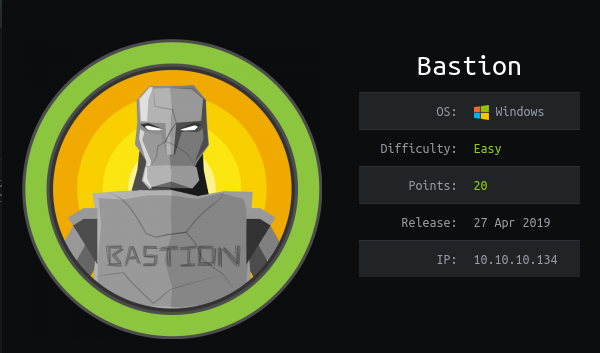 BASTION
Bastion
OS: Windows
Difficulty: Easy
Points: 20
Release: 27 Apr 2019
IP: 10.10.10.134